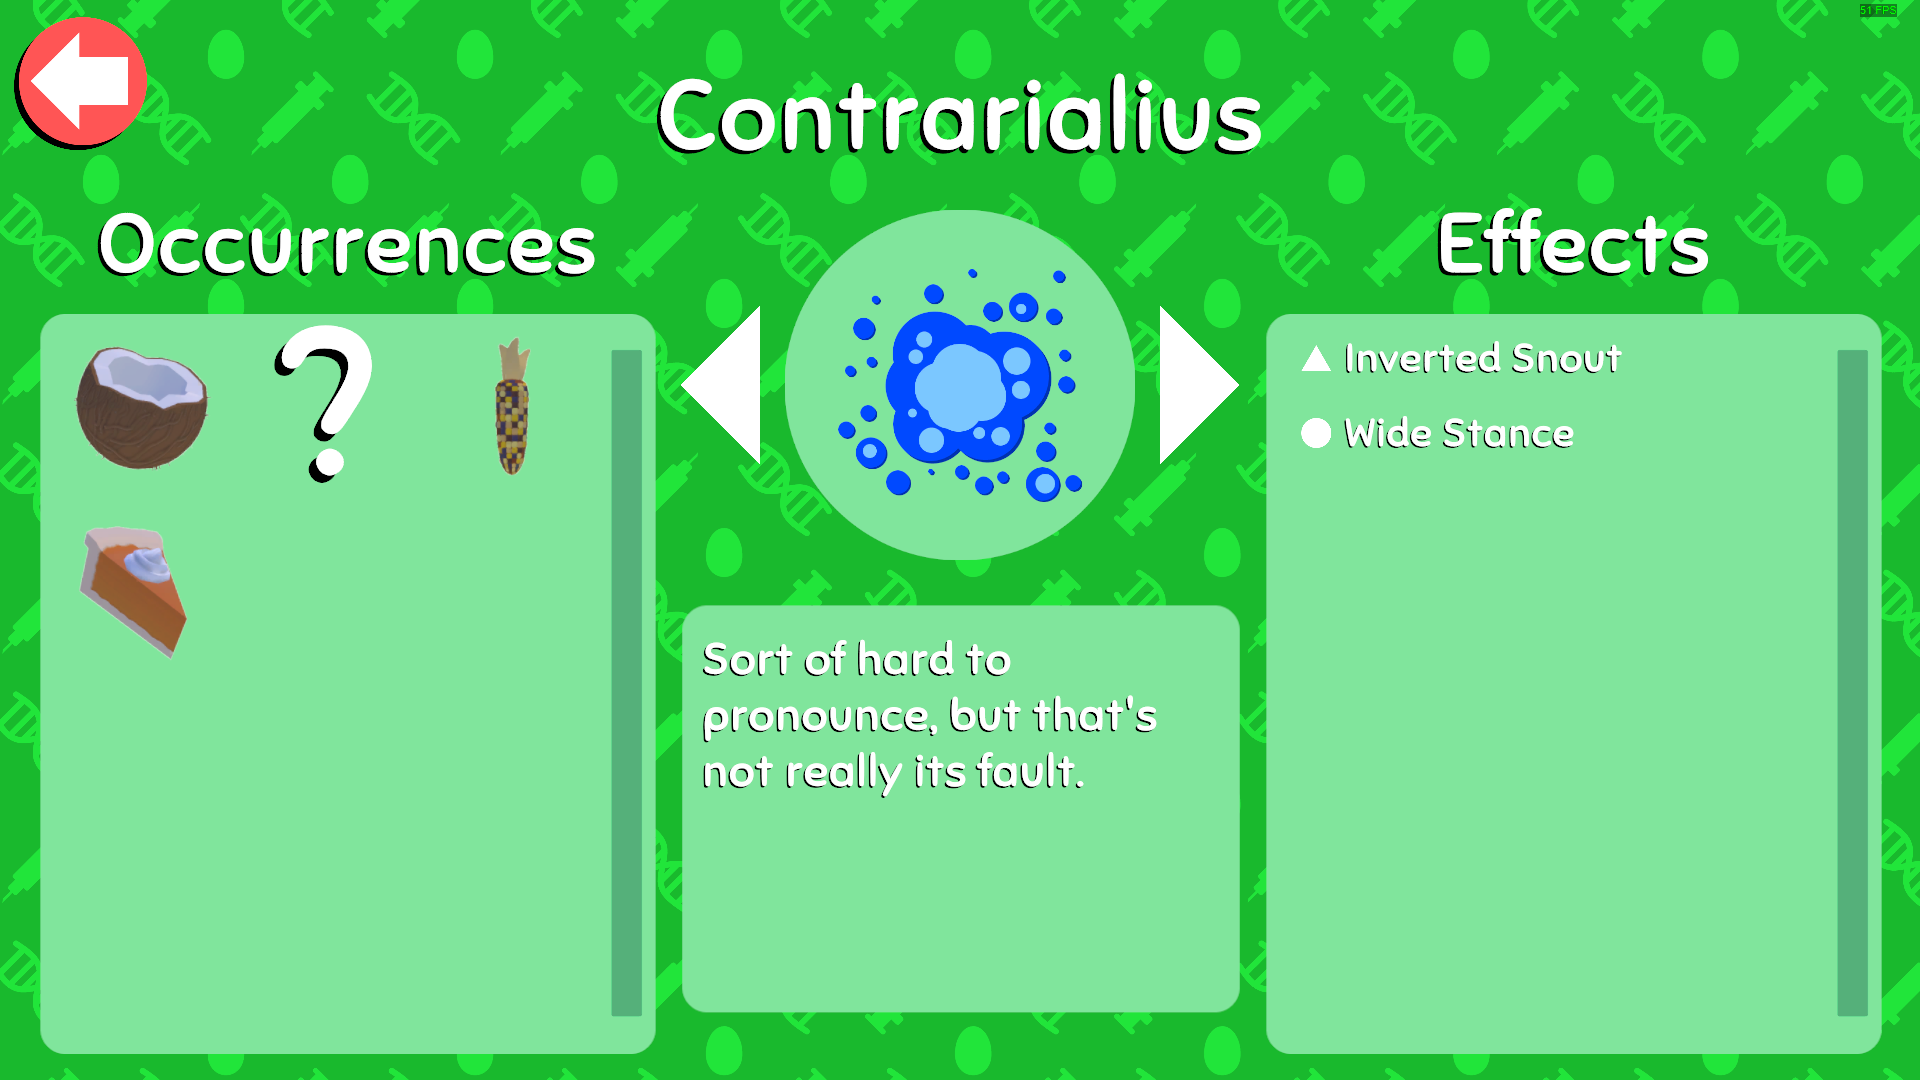 51 FPS
Contrarialius
Occurrences
Effects
?
Inverted Snout
Wide Stance
Sort of hard to
pronounce, but that's
not really its fault.